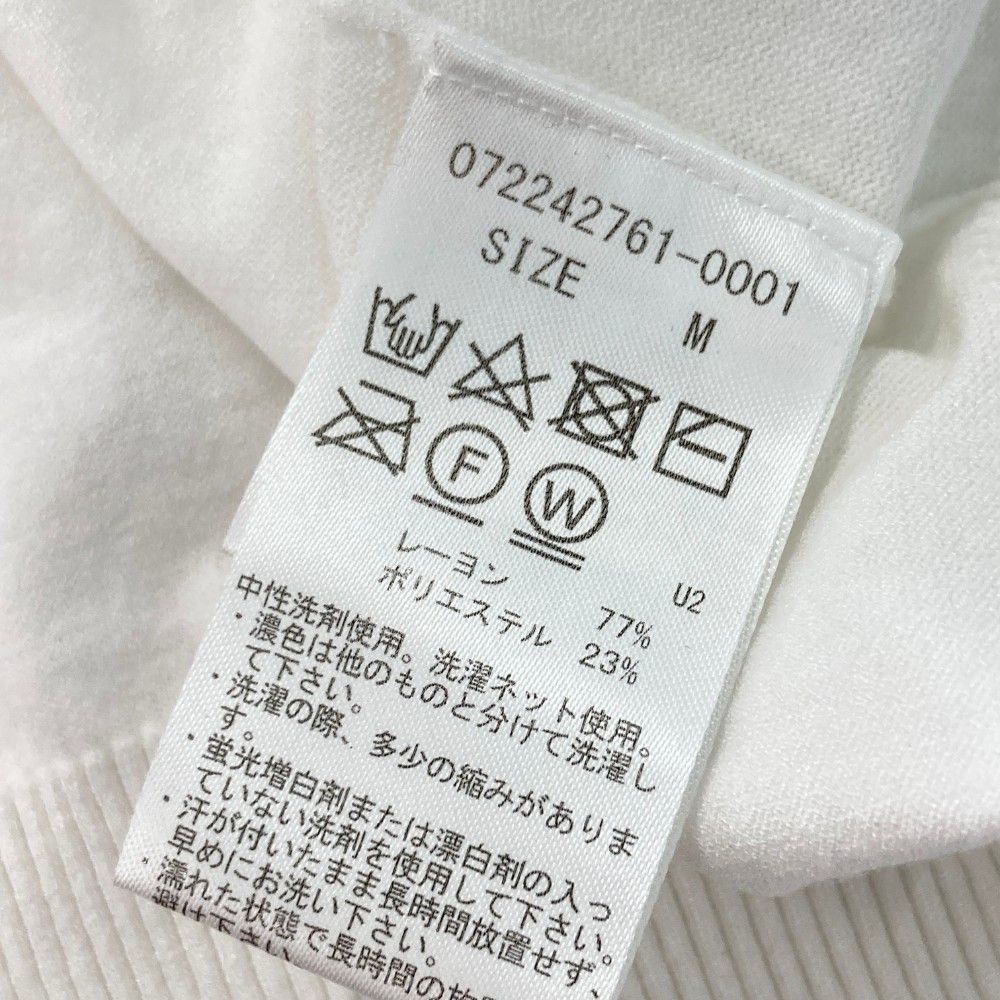 072242761-0001
SIZE M
F W
レーヨン 77% U2
ポリエステル 23%
中性洗剤使用。洗濯ネット使用。
・濃色は他のものと分けて洗濯し
て下さい。
・洗濯の際、多少の縮みがありま
す。
・蛍光増白剤または漂白剤の入っ
ていない洗剤を使用して下さい。
・汗が付いたまま長時間放置せず、
早めにお洗い下さい。
・濡れた状態で長時間の放置
避け下さい